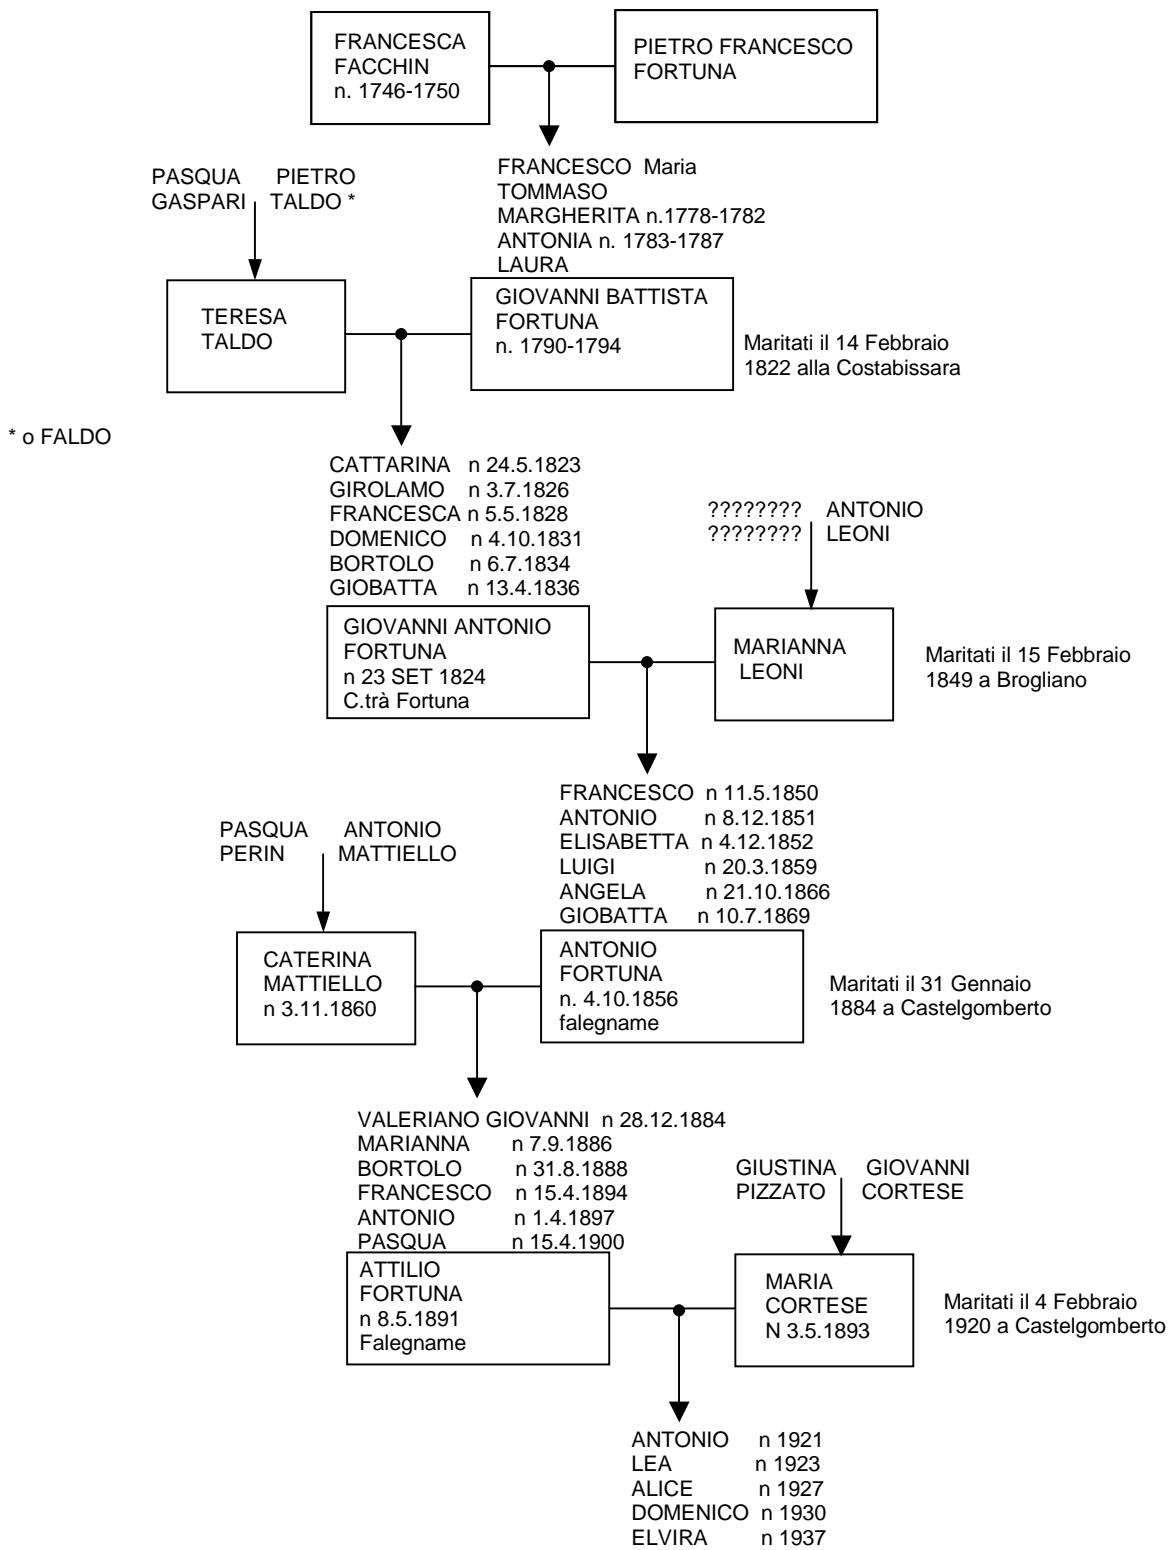 FRANCESCA
FACCHIN
n. 1746-1750
PIETRO FRANCESCO
FORTUNA
PASQUA PIETRO
GASPARI TALDO *
FRANCESCO Maria
TOMMASO
MARGHERITA n.1778-1782
ANTONIA n. 1783-1787
LAURA
TERESA
TALDO
GIOVANNI BATTISTA
FORTUNA
n. 1790-1794
Maritati il 14 Febbraio
1822 alla Costabissara
* o FALDO
CATTARINA n 24.5.1823
GIROLAMO n 3.7.1826
FRANCESCA n 5.5.1828
DOMENICO n 4.10.1831
BORTOLO n 6.7.1834
GIOBATTA n 13.4.1836
???????? ANTONIO
???????? LEONI
GIOVANNI ANTONIO
FORTUNA
n 23 SET 1824
C.trà Fortuna
MARIANNA
LEONI
Maritati il 15 Febbraio
1849 a Brogliano
FRANCESCO n 11.5.1850
ANTONIO n 8.12.1851
ELISABETTA n 4.12.1852
LUIGI n 20.3.1859
ANGELA n 21.10.1866
GIOBATTA n 10.7.1869
PASQUA ANTONIO
PERIN MATTIELLO
CATERINA
MATTIELLO
n 3.11.1860
ANTONIO
FORTUNA
n. 4.10.1856
falegname
Maritati il 31 Gennaio
1884 a Castelgomberto
VALERIANO GIOVANNI n 28.12.1884
MARIANNA n 7.9.1886
BORTOLO n 31.8.1888
FRANCESCO n 15.4.1894
ANTONIO n 1.4.1897
PASQUA n 15.4.1900
GIUSTINA GIOVANNI
PIZZATO CORTESE
ATTILIO
FORTUNA
n 8.5.1891
Falegname
MARIA
CORTESE
N 3.5.1893
Maritati il 4 Febbraio
1920 a Castelgomberto
ANTONIO n 1921
LEA n 1923
ALICE n 1927
DOMENICO n 1930
ELVIRA n 1937